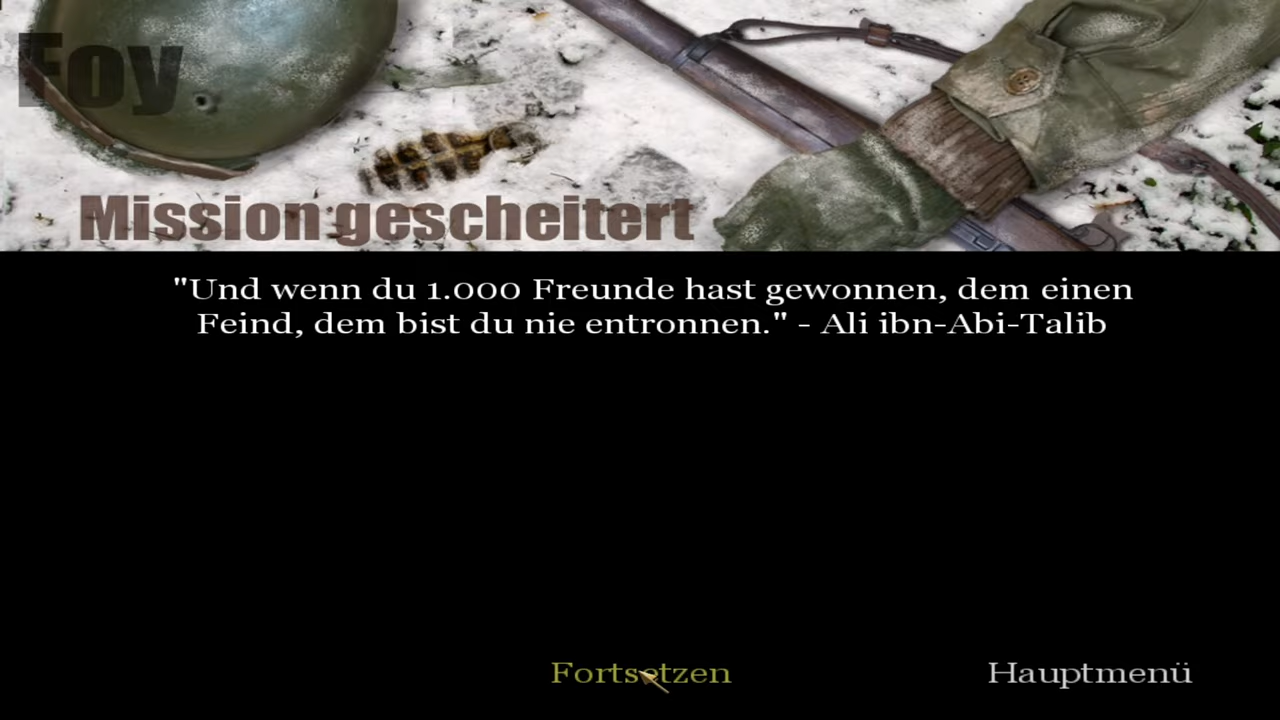 Foy
Mission gescheitert
"Und wenn du 1.000 Freunde hast gewonnen, dem einen
Feind, dem bist du nie entronnen." - Ali ibn-Abi-Talib
Fortsetzen
Hauptmenü